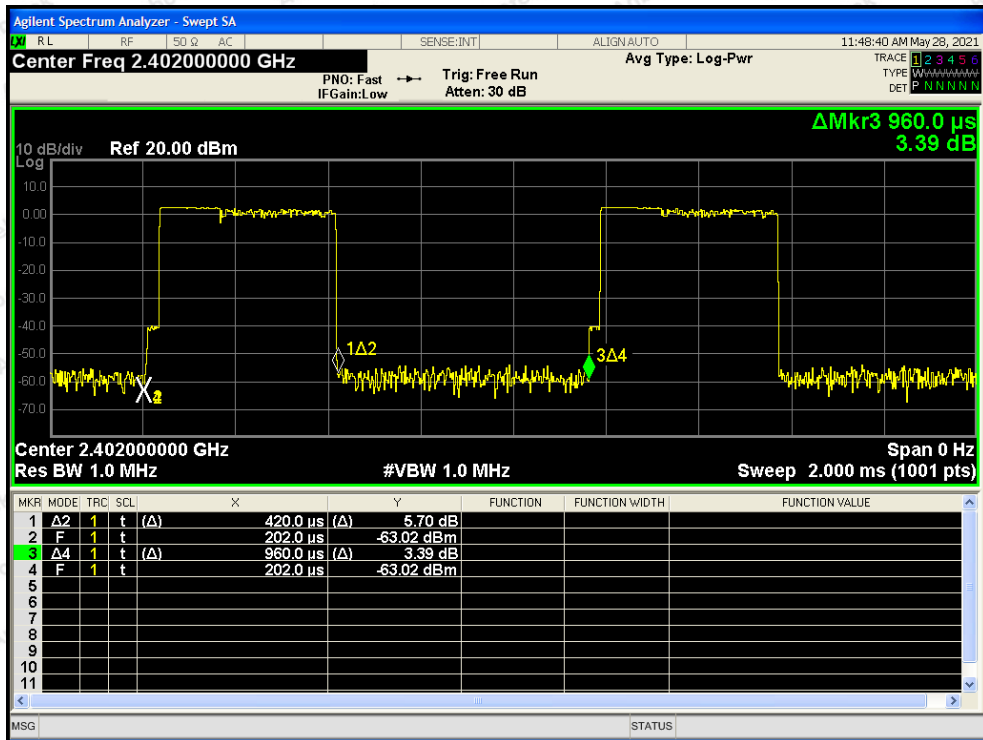 Agilent Spectrum Analyzer - Swept SA
LXI RL RF 50 Ω AC SENSE:INT ALIGNAUTO 11:48:40 AM May 28, 2021
Center Freq 2.402000000 GHz Avg Type: Log-Pwr TRACE 1 2 3 4 5 6
PNO: Fast Trig: Free Run TYPE WWWWWW
IFGain:Low Atten: 30 dB DET P N N N N N
ΔMkr3 960.0 µs
10 dB/div Ref 20.00 dBm 3.39 dB
Log
10.0
0.00
-10.0
-20.0
-30.0
-40.0
-50.0 1Δ2 3Δ4
-60.0
-70.0
Center 2.402000000 GHz Span 0 Hz
Res BW 1.0 MHz #VBW 1.0 MHz Sweep 2.000 ms (1001 pts)
MKR MODE TRC SCL X Y FUNCTION FUNCTION WIDTH FUNCTION VALUE
1 Δ2 1 t (Δ) 420.0 µs (Δ) 5.70 dB
2 F 1 t 202.0 µs -63.02 dBm
3 Δ4 1 t (Δ) 960.0 µs (Δ) 3.39 dB
4 F 1 t 202.0 µs -63.02 dBm
5
6
7
8
9
10
11
MSG STATUS